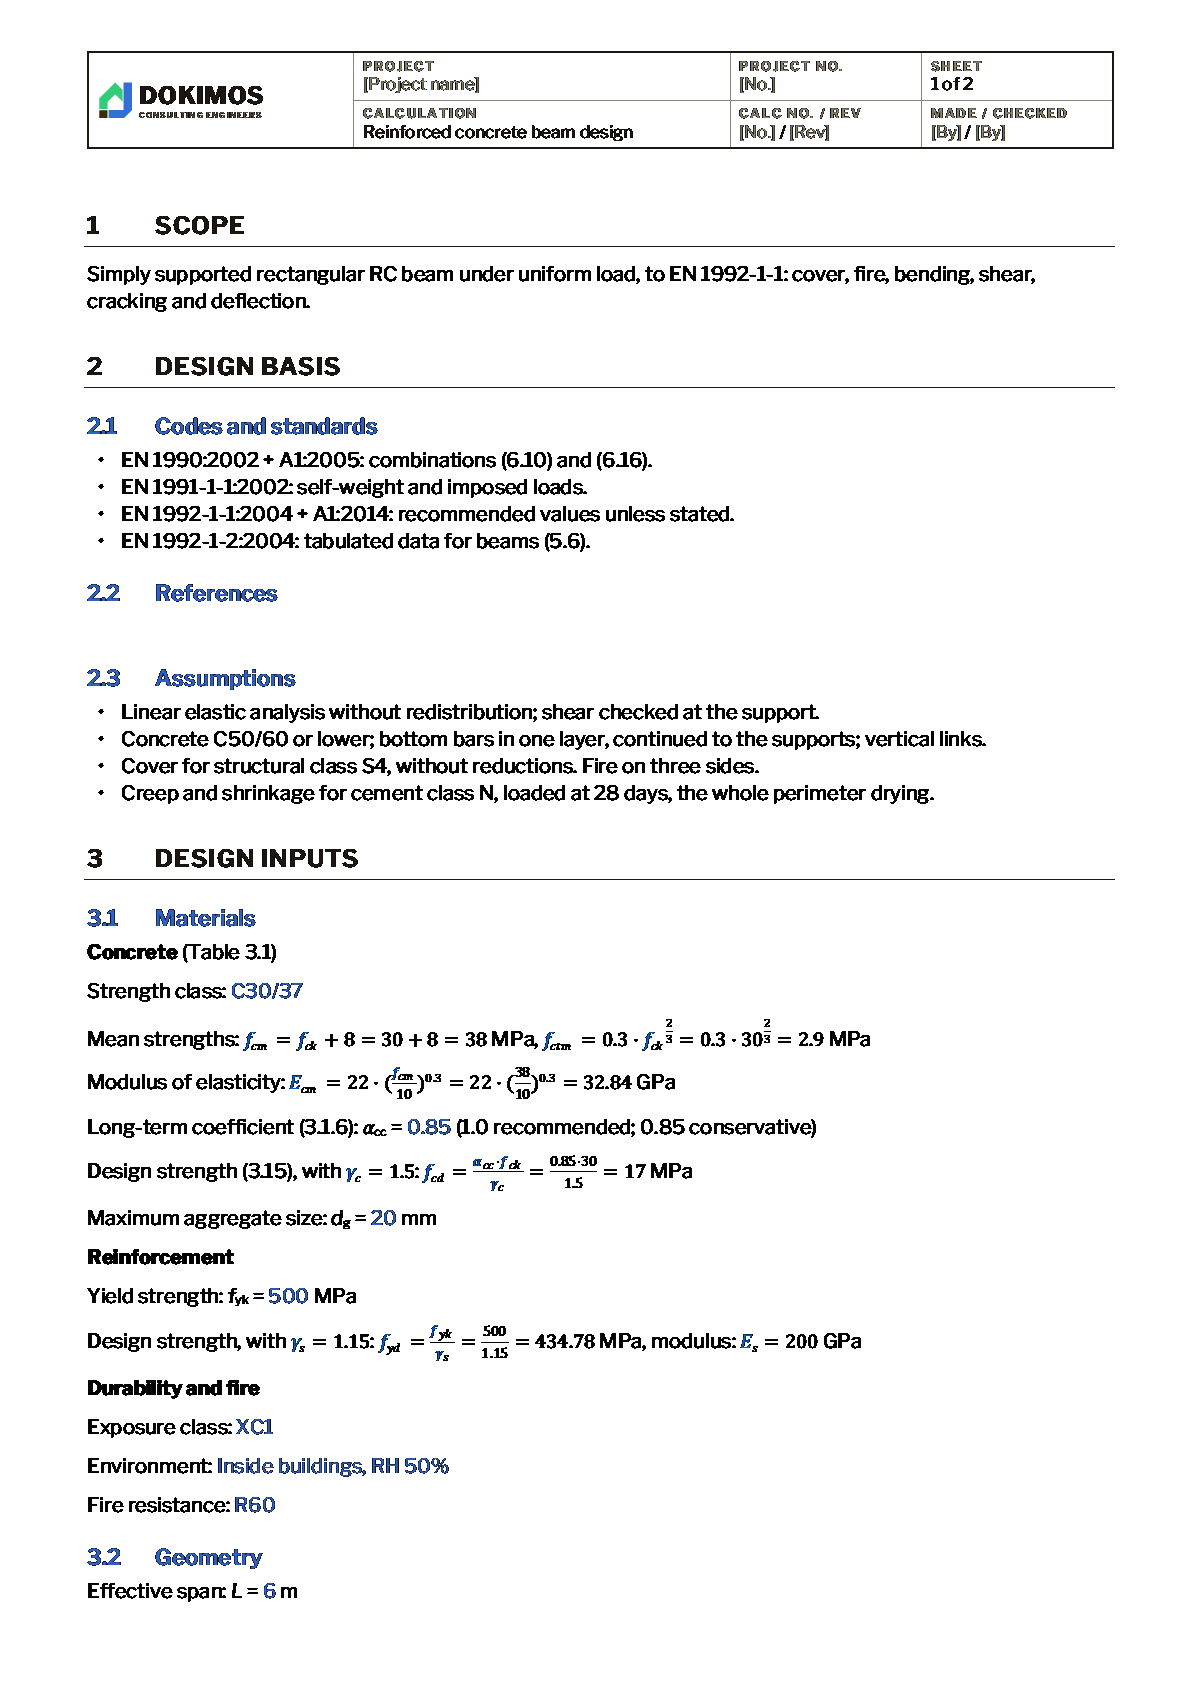 DOKIMOS
CONSULTING ENGINEERS
PROJECT
[Project name]
PROJECT NO.
[No.]
SHEET
1 of 2
CALCULATION
Reinforced concrete beam design
CALC NO. / REV
[No.] / [Rev]
MADE / CHECKED
[By] / [By]
1 SCOPE
Simply supported rectangular RC beam under uniform load, to EN 1992-1-1: cover, fire, bending, shear,
cracking and deflection.
2 DESIGN BASIS
2.1 Codes and standards
• EN 1990:2002 + A1:2005: combinations (6.10) and (6.16).
• EN 1991-1-1:2002: self-weight and imposed loads.
• EN 1992-1-1:2004 + A1:2014: recommended values unless stated.
• EN 1992-1-2:2004: tabulated data for beams (5.6).
2.2 References
2.3 Assumptions
• Linear elastic analysis without redistribution; shear checked at the support.
• Concrete C50/60 or lower; bottom bars in one layer, continued to the supports; vertical links.
• Cover for structural class S4, without reductions. Fire on three sides.
• Creep and shrinkage for cement class N, loaded at 28 days, the whole perimeter drying.
3 DESIGN INPUTS
3.1 Materials
Concrete (Table 3.1)
Strength class: C30/37
Mean strengths: f_cm = f_ck + 8 = 30 + 8 = 38 MPa, f_ctm = 0.3 · f_ck^(2/3) = 0.3 · 30^(2/3) = 2.9 MPa
Modulus of elasticity: E_cm = 22 · (f_cm/10)^0.3 = 22 · (38/10)^0.3 = 32.84 GPa
Long-term coefficient (3.1.6): α_cc = 0.85 (1.0 recommended; 0.85 conservative)
Design strength (3.15), with γ_c = 1.5: f_cd = (α_cc·f_ck)/γ_c = (0.85·30)/1.5 = 17 MPa
Maximum aggregate size: d_g = 20 mm
Reinforcement
Yield strength: f_yk = 500 MPa
Design strength, with γ_s = 1.15: f_yd = f_yk/γ_s = 500/1.15 = 434.78 MPa, modulus: E_s = 200 GPa
Durability and fire
Exposure class: XC1
Environment: Inside buildings, RH 50%
Fire resistance: R60
3.2 Geometry
Effective span: L = 6 m